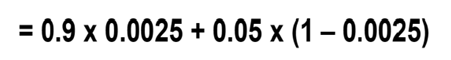 = 0.9 x 0.0025 + 0.05 x (1 – 0.0025)